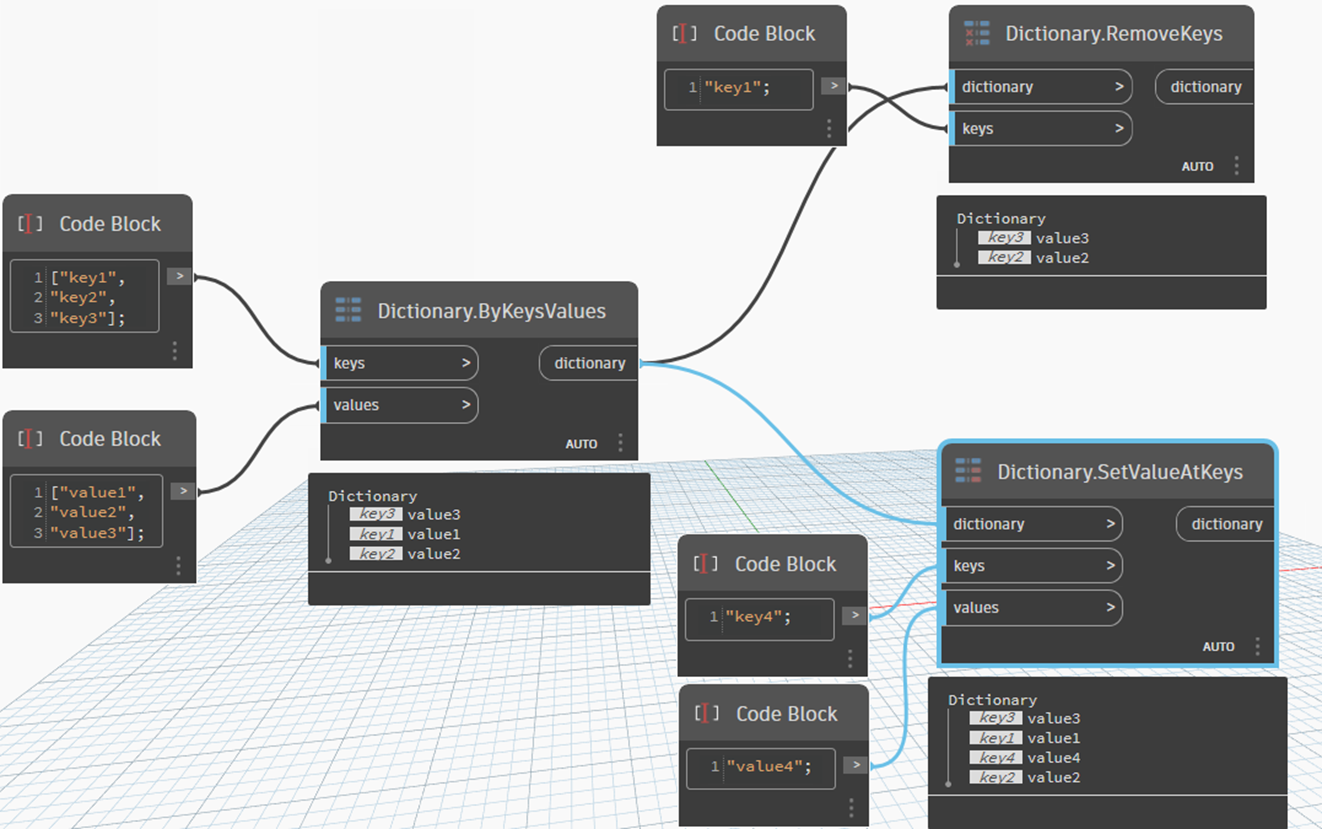 Code Block
1 "key1";
>
Dictionary.RemoveKeys
dictionary >
dictionary
keys >
AUTO
Dictionary
key3 value3
key2 value2
Code Block
1 ["key1",
2 "key2",
3 "key3"];
>
Dictionary.ByKeysValues
keys >
dictionary
values >
AUTO
Dictionary
key3 value3
key1 value1
key2 value2
Code Block
1 ["value1",
2 "value2",
3 "value3"];
>
Dictionary.SetValueAtKeys
dictionary >
dictionary
keys >
values >
AUTO
Dictionary
key3 value3
key1 value1
key4 value4
key2 value2
Code Block
1 "key4";
>
Code Block
1 "value4";
>